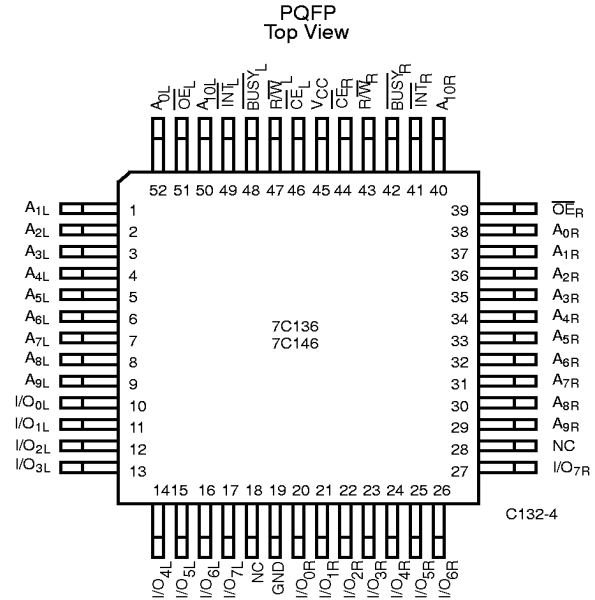 PQFP
Top View
A0L
OEL
A10L
INTL
BUSYL
R/WL
CEL
VCC
CER
R/WR
BUSYR
INTR
A10R
52 51 50 49 48 47 46 45 44 43 42 41 40
A1L 1 39 OER
A2L 2 38 A0R
A3L 3 37 A1R
A4L 4 36 A2R
A5L 5 35 A3R
A6L 6 34 A4R
A7L 7 33 A5R
A8L 8 32 A6R
A9L 9 31 A7R
I/O0L 10 30 A8R
I/O1L 11 29 A9R
I/O2L 12 28 NC
I/O3L 13 27 I/O7R
7C136
7C146
14 15 16 17 18 19 20 21 22 23 24 25 26
I/O4L
I/O5L
I/O6L
I/O7L
NC
GND
I/O0R
I/O1R
I/O2R
I/O3R
I/O4R
I/O5R
I/O6R
C132-4